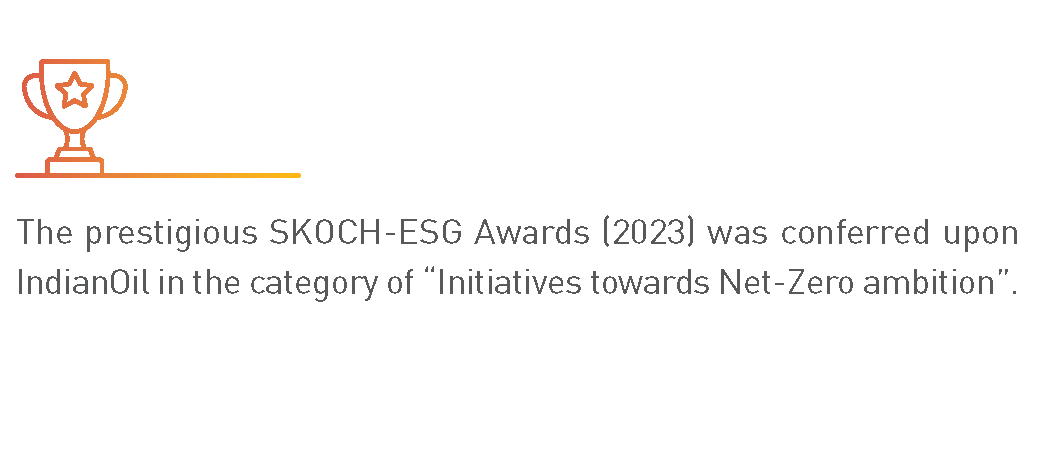 The prestigious SKOCH-ESG Awards (2023) was conferred upon
IndianOil in the category of “Initiatives towards Net-Zero ambition”.